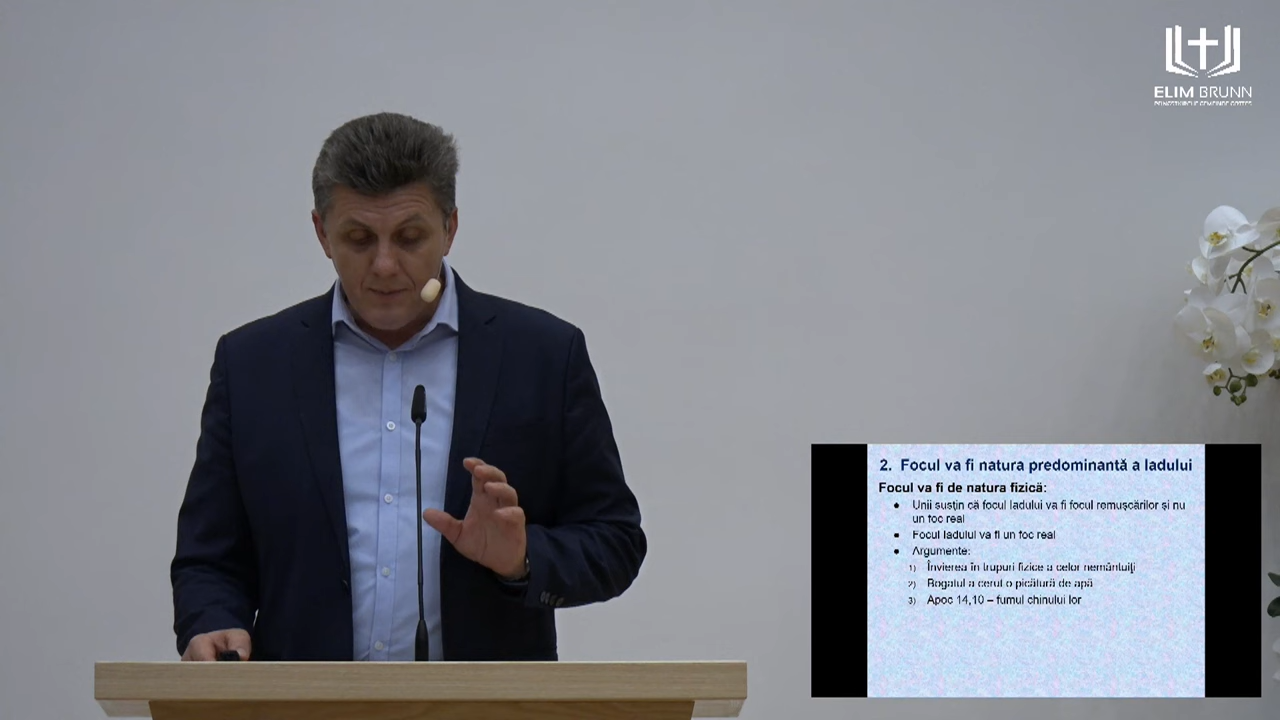 ELIM BRUNN
PFINGSTKIRCHE GEMEINDE GOTTES
2. Focul va fi natura predominantă a Iadului
Focul va fi de natura fizică:
Unii susțin că focul Iadului va fi focul remușcărilor și nu
un foc real
Focul Iadului va fi un foc real
Argumente:
1) Învierea în trupuri fizice a celor nemântuiți
2) Bogatul a cerut o picătură de apă
3) Apoc 14,10 – fumul chinului lor